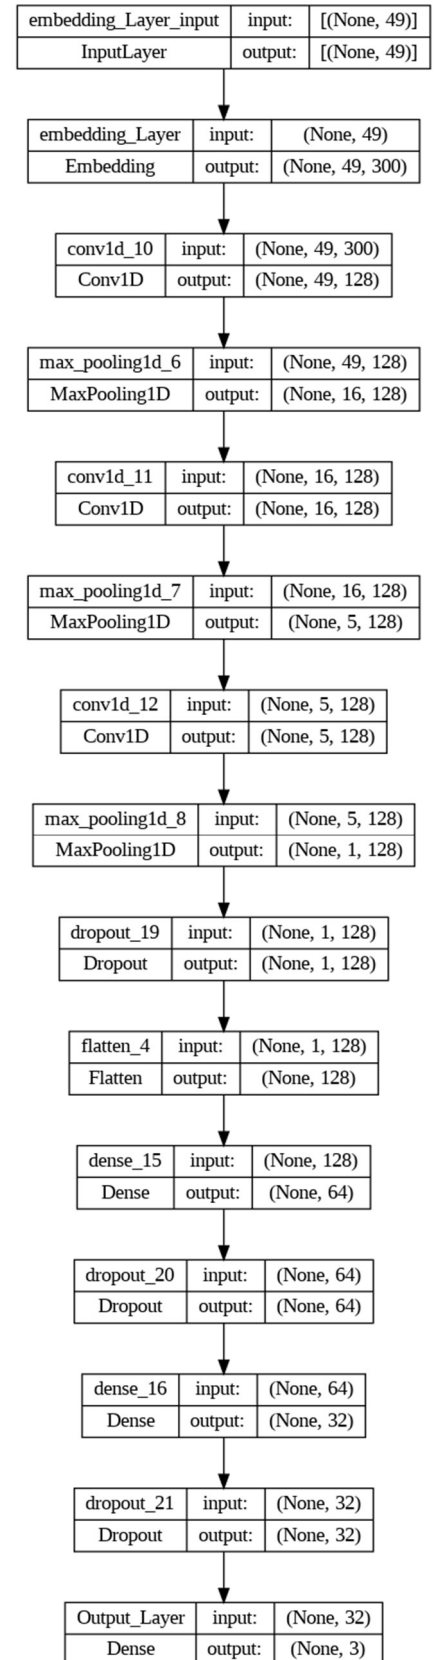 embedding_Layer_input input: [(None, 49)]
InputLayer output: [(None, 49)]
embedding_Layer input: (None, 49)
Embedding output: (None, 49, 300)
conv1d_10 input: (None, 49, 300)
Conv1D output: (None, 49, 128)
max_pooling1d_6 input: (None, 49, 128)
MaxPooling1D output: (None, 16, 128)
conv1d_11 input: (None, 16, 128)
Conv1D output: (None, 16, 128)
max_pooling1d_7 input: (None, 16, 128)
MaxPooling1D output: (None, 5, 128)
conv1d_12 input: (None, 5, 128)
Conv1D output: (None, 5, 128)
max_pooling1d_8 input: (None, 5, 128)
MaxPooling1D output: (None, 1, 128)
dropout_19 input: (None, 1, 128)
Dropout output: (None, 1, 128)
flatten_4 input: (None, 1, 128)
Flatten output: (None, 128)
dense_15 input: (None, 128)
Dense output: (None, 64)
dropout_20 input: (None, 64)
Dropout output: (None, 64)
dense_16 input: (None, 64)
Dense output: (None, 32)
dropout_21 input: (None, 32)
Dropout output: (None, 32)
Output_Layer input: (None, 32)
Dense output: (None, 3)